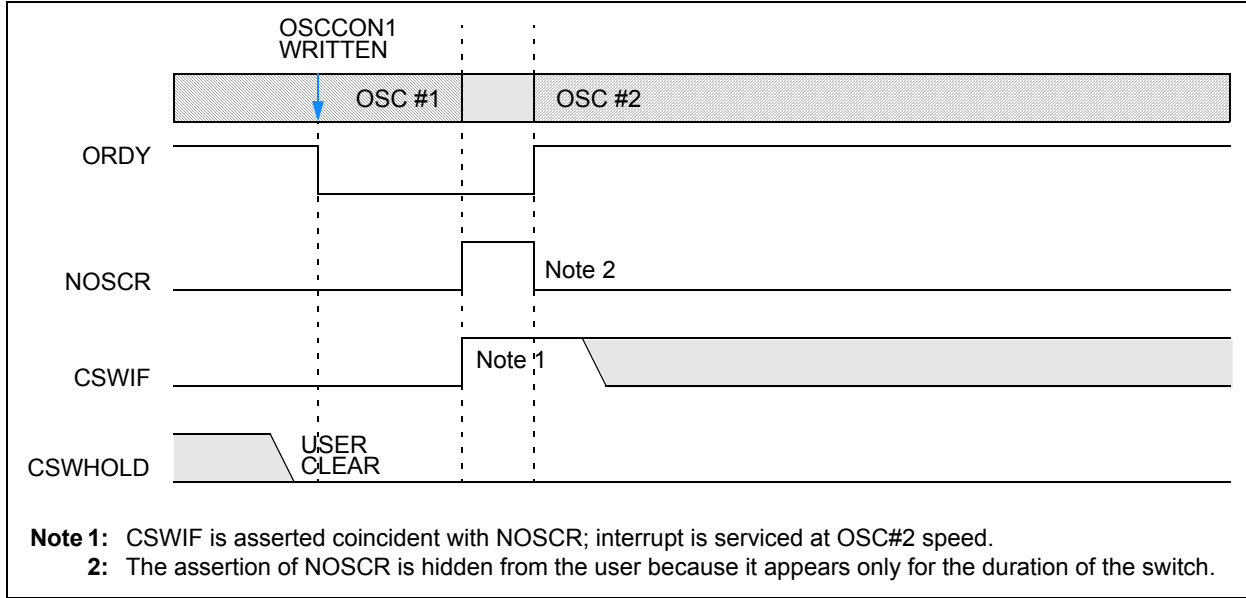 OSCCON1
WRITTEN
OSC #1
OSC #2
ORDY
NOSCR
Note 2
CSWIF
Note 1
CSWHOLD
USER
CLEAR
Note 1: CSWIF is asserted coincident with NOSCR; interrupt is serviced at OSC#2 speed.
2: The assertion of NOSCR is hidden from the user because it appears only for the duration of the switch.